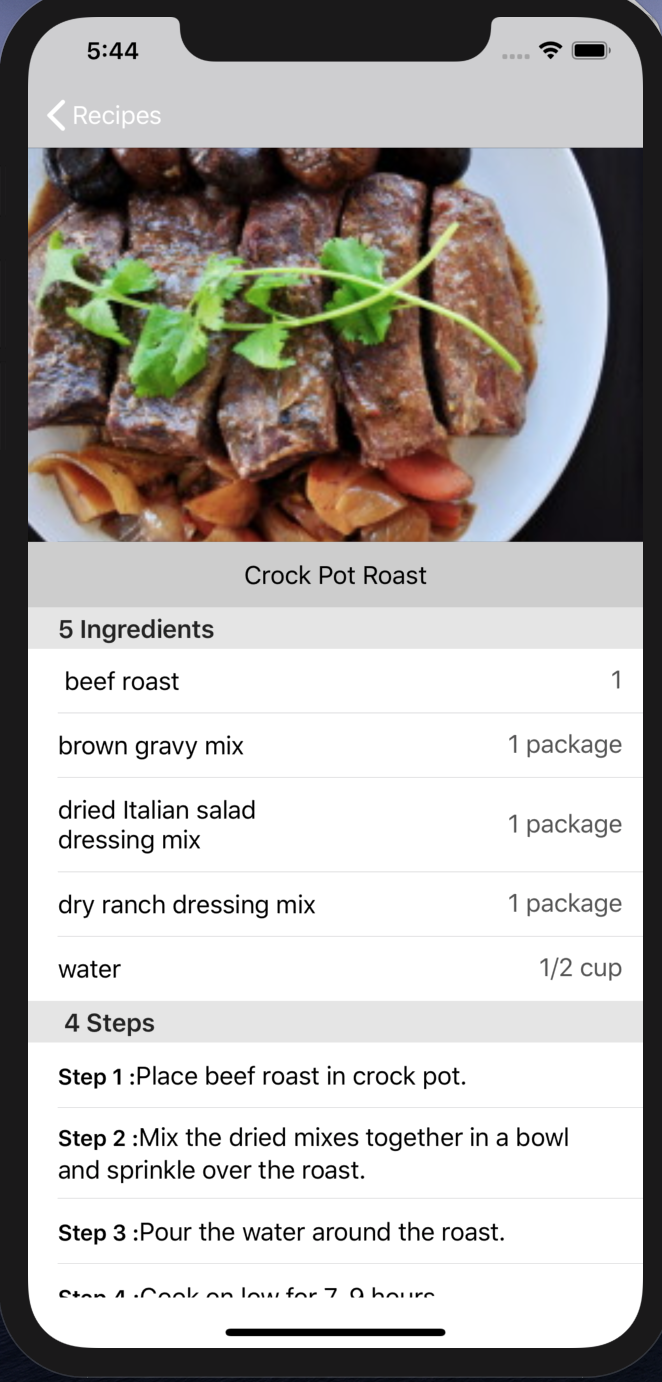 5:44
Recipes
Crock Pot Roast
5 Ingredients
beef roast 1
brown gravy mix 1 package
dried Italian salad
dressing mix 1 package
dry ranch dressing mix 1 package
water 1/2 cup
4 Steps
Step 1 :Place beef roast in crock pot.
Step 2 :Mix the dried mixes together in a bowl
and sprinkle over the roast.
Step 3 :Pour the water around the roast.
Step 4 :Cook on low for 7-9 hours